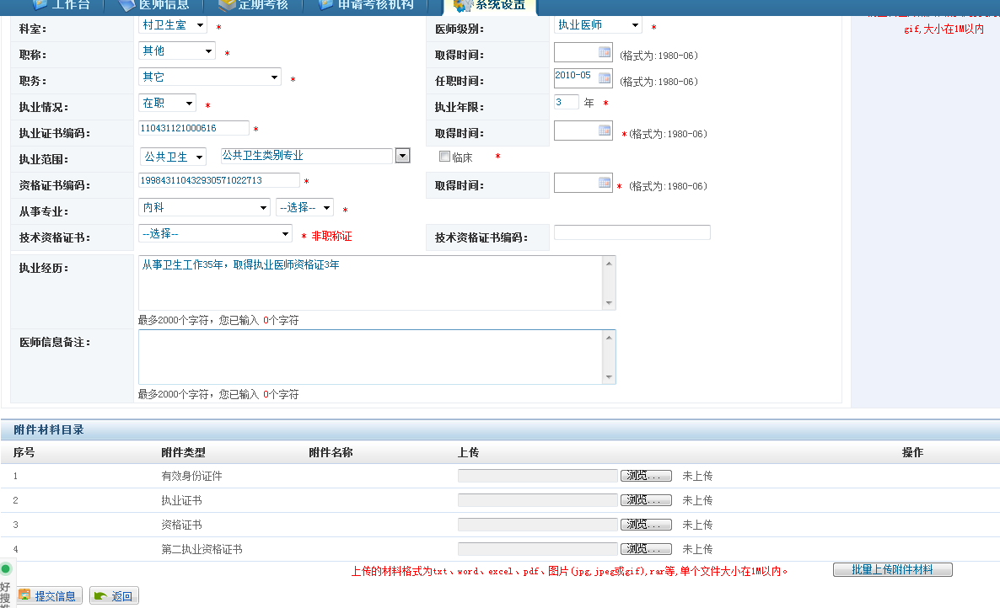 工作台 医师信息 定期考核 申请考核机构 系统设置
gif,大小在1M以内
科室： 村卫生室 * 医师级别： 执业医师 *
职称： 其他 * 取得时间： (格式为:1980-06)
职务： 其它 * 任职时间： 2010-05 (格式为:1980-06)
执业情况： 在职 * 执业年限： 3 年 *
执业证书编码： 110431121000616 * 取得时间： *(格式为:1980-06)
执业范围： 公共卫生 公共卫生类别专业 临床 *
资格证书编码： 199843110432930571022713 * 取得时间： * (格式为:1980-06)
从事专业： 内科 --选择-- *
技术资格证书： --选择-- * 非职称证 技术资格证书编码：
执业经历： 从事卫生工作35年，取得执业医师资格证3年
最多2000个字符，您已输入 0个字符
医师信息备注：
最多2000个字符，您已输入 0个字符
附件材料目录
序号 附件类型 附件名称 上传 操作
1 有效身份证件 浏览... 未上传
2 执业证书 浏览... 未上传
3 资格证书 浏览... 未上传
4 第二执业资格证书 浏览... 未上传
上传的材料格式为txt、word、excel、pdf、图片(jpg,jpeg或gif),rar等,单个文件大小在1M以内。 批量上传附件材料
好
搜
提交信息 返回